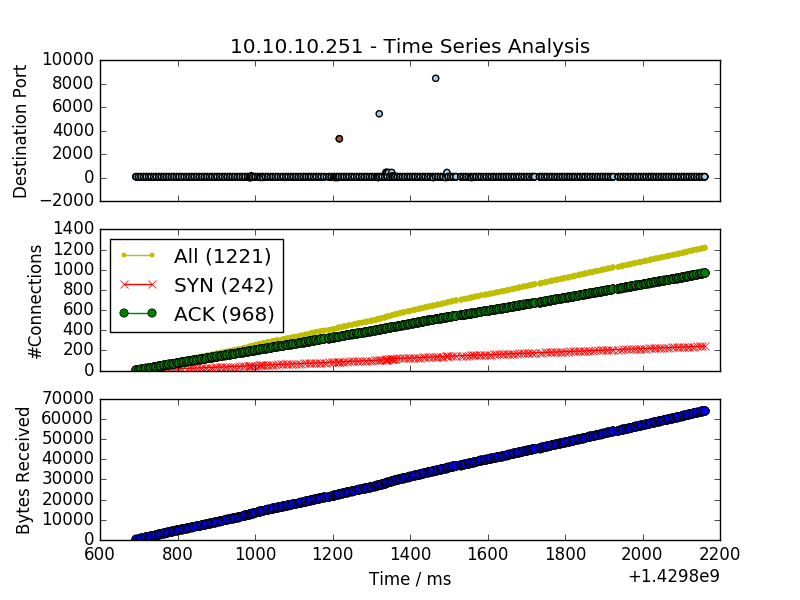 10.10.10.251 - Time Series Analysis
10000
8000
6000
4000
2000
0
−2000
Destination Port
1400
1200
1000
800
600
400
200
0
#Connections
All (1221)
SYN (242)
ACK (968)
70000
60000
50000
40000
30000
20000
10000
0
Bytes Received
600 800 1000 1200 1400 1600 1800 2000 2200
Time / ms
+1.4298e9